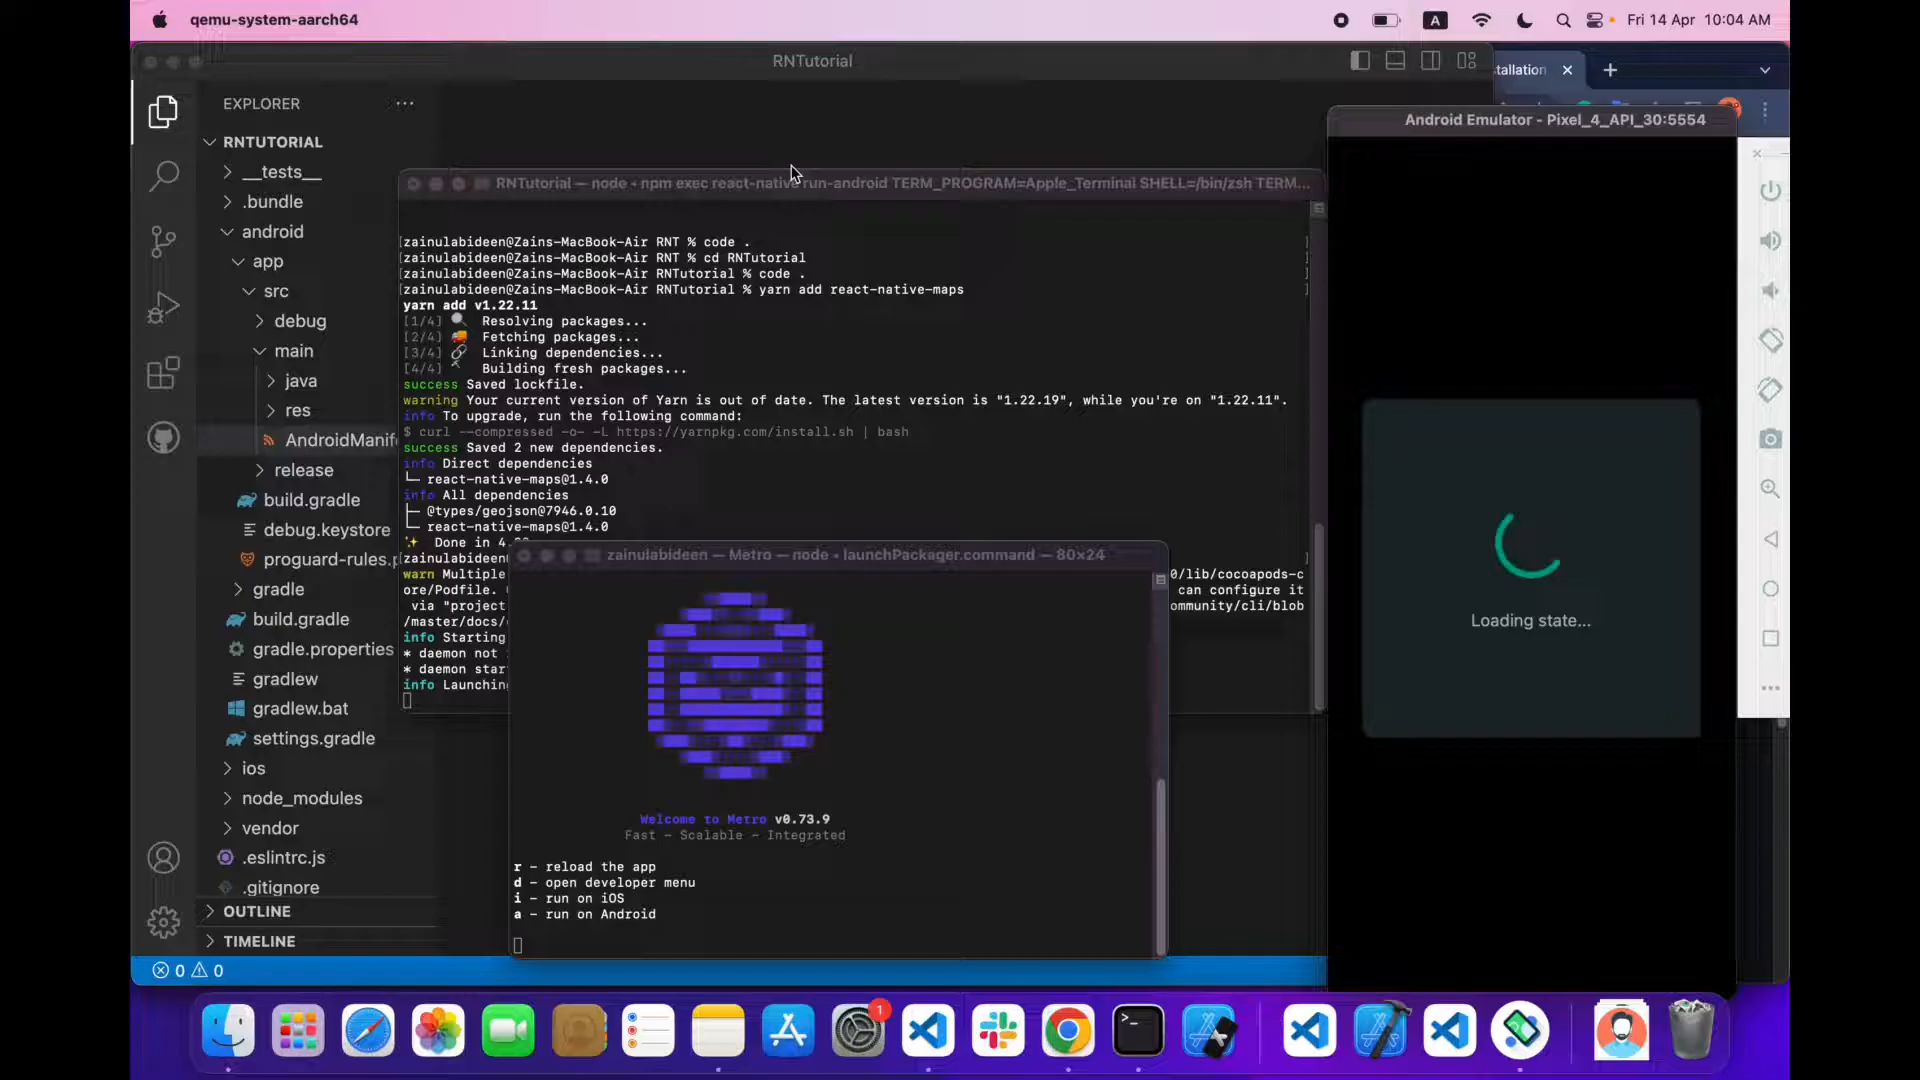 qemu-system-aarch64
A
Fri 14 Apr 10:04 AM
RNTutorial
tallation
EXPLORER
RNTUTORIAL
__tests__
.bundle
android
app
src
debug
main
java
res
AndroidManif
release
build.gradle
debug.keystore
proguard-rules.p
gradle
build.gradle
gradle.properties
gradlew
gradlew.bat
settings.gradle
ios
node_modules
vendor
.eslintrc.js
.gitignore
OUTLINE
TIMELINE
0 0
RNTutorial — node • npm exec react-native run-android TERM_PROGRAM=Apple_Terminal SHELL=/bin/zsh TERM...
[zainulabideen@Zains-MacBook-Air RNT % code . ]
[zainulabideen@Zains-MacBook-Air RNT % cd RNTutorial ]
[zainulabideen@Zains-MacBook-Air RNTutorial % code . ]
[zainulabideen@Zains-MacBook-Air RNTutorial % yarn add react-native-maps ]
yarn add v1.22.11
[1/4] 🔍 Resolving packages...
[2/4] 🚚 Fetching packages...
[3/4] 🔗 Linking dependencies...
[4/4] 🔨 Building fresh packages...
success Saved lockfile.
warning Your current version of Yarn is out of date. The latest version is "1.22.19", while you're on "1.22.11".
info To upgrade, run the following command:
$ curl --compressed -o- -L https://yarnpkg.com/install.sh | bash
success Saved 2 new dependencies.
info Direct dependencies
└─ react-native-maps@1.4.0
info All dependencies
├─ @types/geojson@7946.0.10
└─ react-native-maps@1.4.0
✨ Done in 4.
[zainulabideen ]
warn Multiple 0/lib/cocoapods-c
ore/Podfile. can configure it
via "project ommunity/cli/blob
/master/docs/
info Starting
* daemon not
* daemon star
info Launching
zainulabideen — Metro — node • launchPackager.command — 80×24
Welcome to Metro v0.73.9
Fast - Scalable - Integrated
r - reload the app
d - open developer menu
i - run on iOS
a - run on Android
Android Emulator - Pixel_4_API_30:5554
Loading state...
1